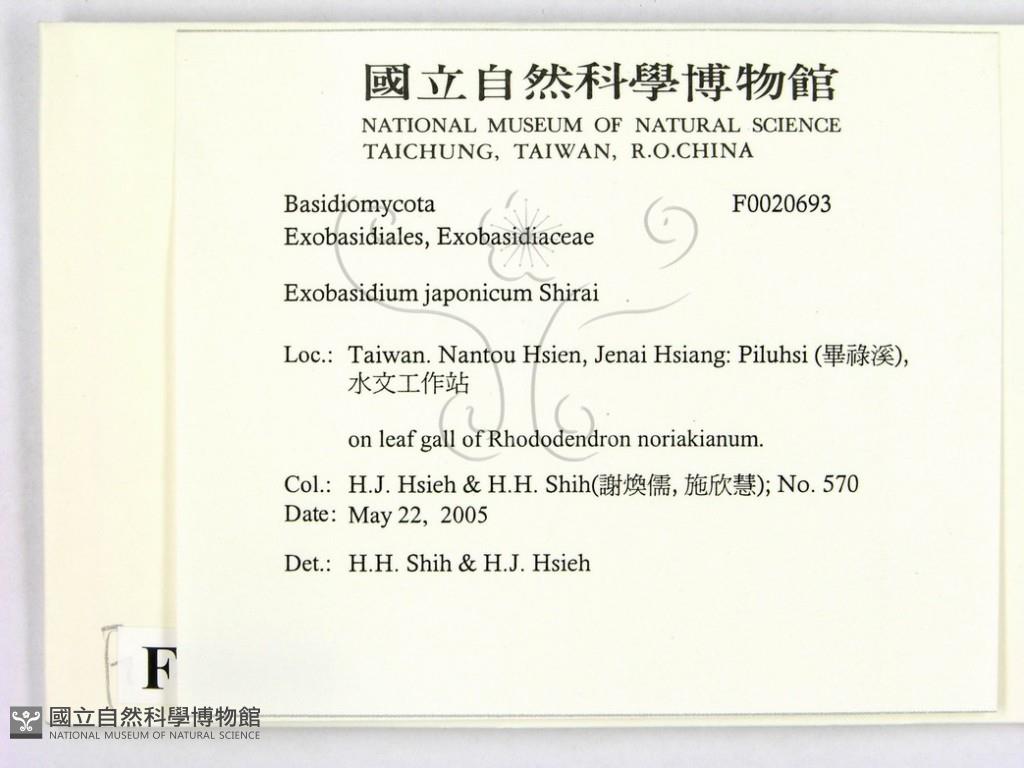 國立自然科學博物館
NATIONAL MUSEUM OF NATURAL SCIENCE
TAICHUNG, TAIWAN, R.O.CHINA
Basidiomycota F0020693
Exobasidiales, Exobasidiaceae
Exobasidium japonicum Shirai
Loc.: Taiwan. Nantou Hsien, Jenai Hsiang: Piluhsi (畢祿溪),
水文工作站
on leaf gall of Rhododendron noriakianum.
Col.: H.J. Hsieh & H.H. Shih(謝煥儒, 施欣慧); No. 570
Date: May 22, 2005
Det.: H.H. Shih & H.J. Hsieh
F
國立自然科學博物館
NATIONAL MUSEUM OF NATURAL SCIENCE